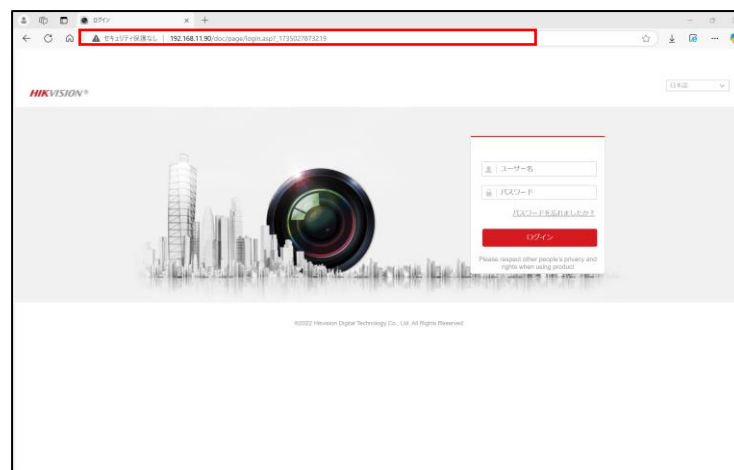 ログイン
セキュリティ保護なし 192.168.11.90/doc/page/login.asp?_1735027873219
HIKVISION®
日本語
ユーザー名
パスワード
パスワードを忘れましたか?
ログイン
Please respect other people's privacy and
rights when using product
©2022 Hikvision Digital Technology Co., Ltd. All Rights Reserved.